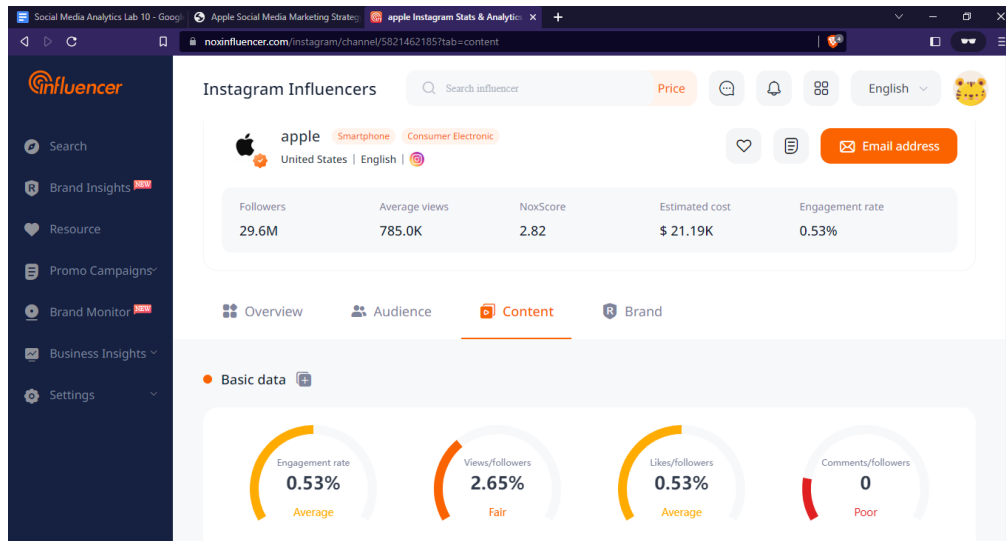 Social Media Analytics Lab 10 - Googl
Apple Social Media Marketing Strateg
apple Instagram Stats & Analytics
noxinfluencer.com/instagram/channel/5821462185?tab=content
influencer
Instagram Influencers
Search influencer
Price
English
Search
Brand Insights NEW
Resource
Promo Campaigns
Brand Monitor NEW
Business Insights
Settings
apple Smartphone Consumer Electronic
United States | English |
Email address
Followers Average views NoxScore Estimated cost Engagement rate
29.6M 785.0K 2.82 $ 21.19K 0.53%
Overview Audience Content Brand
Basic data
Engagement rate
0.53%
Average
Views/followers
2.65%
Fair
Likes/followers
0.53%
Average
Comments/followers
0
Poor